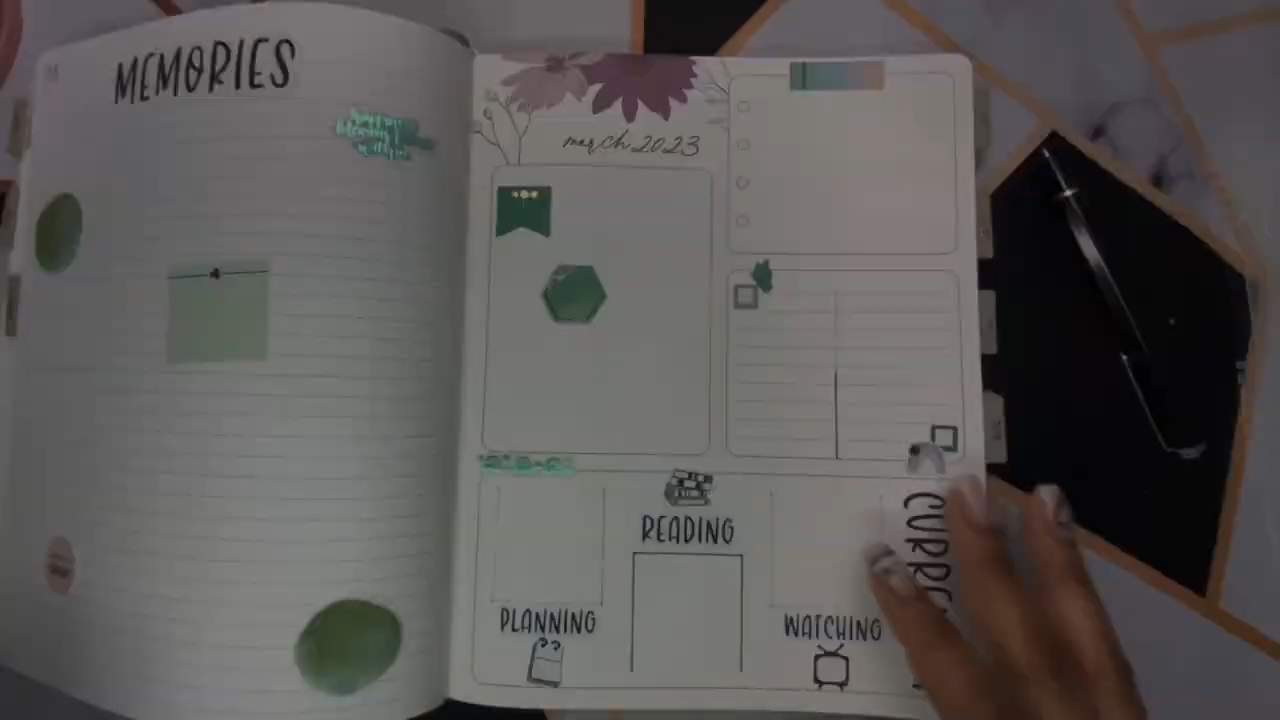 MEMORIES
march 2023
READING
PLANNING
WATCHING